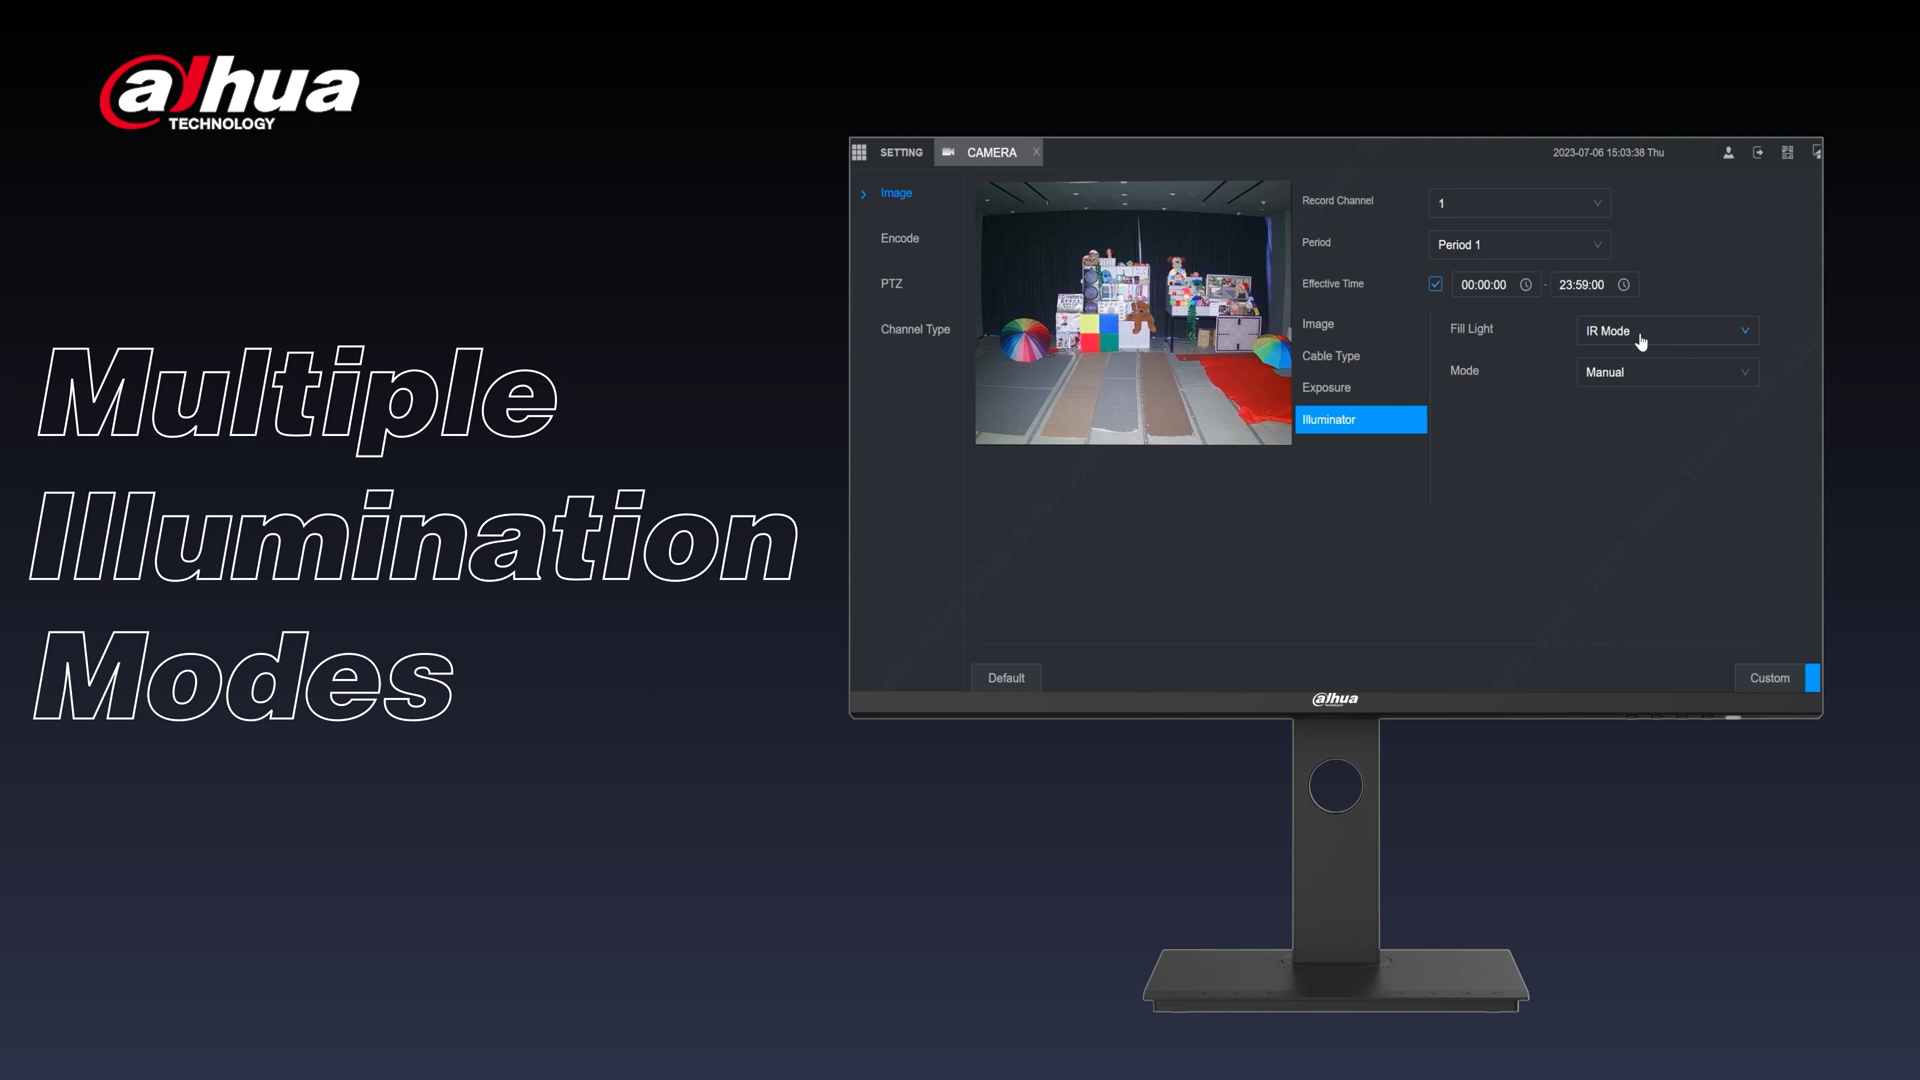 alhua
TECHNOLOGY
Multiple
Illumination
Modes
SETTING
CAMERA
X
2023-07-06 15:03:38 Thu
Image
Encode
PTZ
Channel Type
Record Channel
1
Period
Period 1
Effective Time
00:00:00 - 23:59:00
Image
Cable Type
Exposure
Illuminator
Fill Light
IR Mode
Mode
Manual
Default
Custom
alhua
TECHNOLOGY